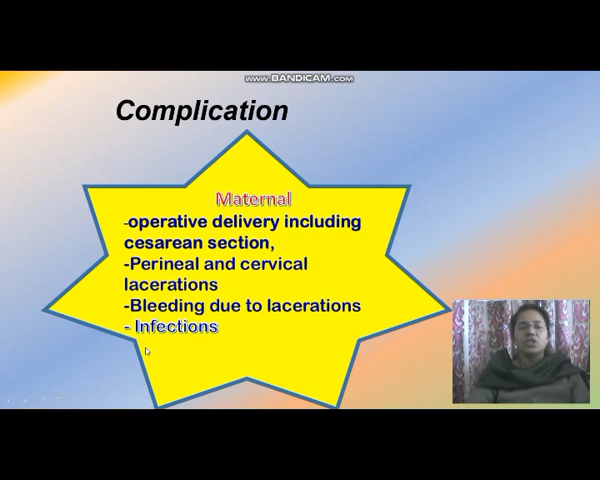 WWW.BANDICAM.COM
Complication
Maternal
-operative delivery including
cesarean section,
-Perineal and cervical
lacerations
-Bleeding due to lacerations
- Infections